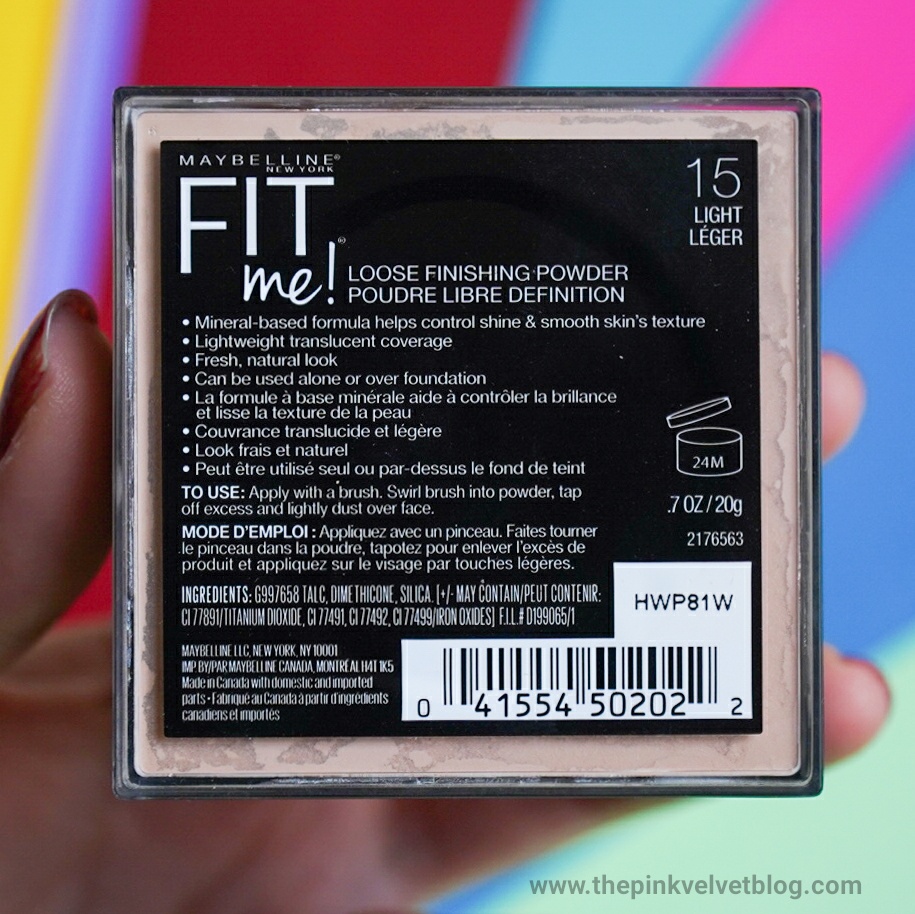 MAYBELLINE®
NEW YORK
FIT
me!®
LOOSE FINISHING POWDER
POUDRE LIBRE DEFINITION
15
LIGHT
LÉGER
• Mineral-based formula helps control shine & smooth skin's texture
• Lightweight translucent coverage
• Fresh, natural look
• Can be used alone or over foundation
• La formule à base minérale aide à contrôler la brillance
et lisse la texture de la peau
• Couvrance translucide et légère
• Look frais et naturel
• Peut être utilisé seul ou par-dessus le fond de teint
24M
TO USE: Apply with a brush. Swirl brush into powder, tap
off excess and lightly dust over face.
.7 OZ / 20g
MODE D'EMPLOI : Appliquez avec un pinceau. Faites tourner
le pinceau dans la poudre, tapotez pour enlever l'excès de
produit et appliquez sur le visage par touches légères.
2176563
INGREDIENTS: G997658 TALC, DIMETHICONE, SILICA. [+/- MAY CONTAIN/PEUT CONTENIR:
CI 77891/TITANIUM DIOXIDE, CI 77491, CI 77492, CI 77499/IRON OXIDES] F.I.L.# D199065/1
HWP81W
MAYBELLINE LLC, NEW YORK, NY 10001
IMP. BY/PAR MAYBELLINE CANADA, MONTRÉAL H4T 1K5
Made in Canada with domestic and imported
parts • Fabriqué au Canada à partir d'ingrédients
canadiens et importés
0 41554 50202 2
www.thepinkvelvetblog.com